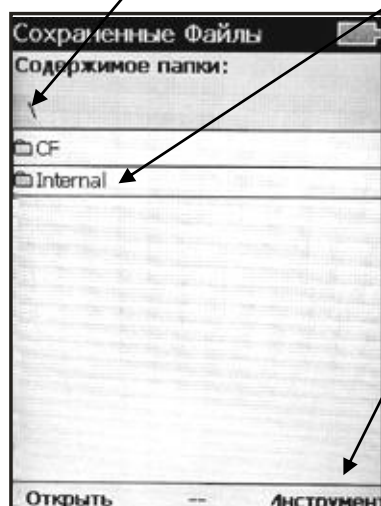 Сохраненные Файлы
Содержимое папки:
\
CF
Internal
Открыть -- Инструмент